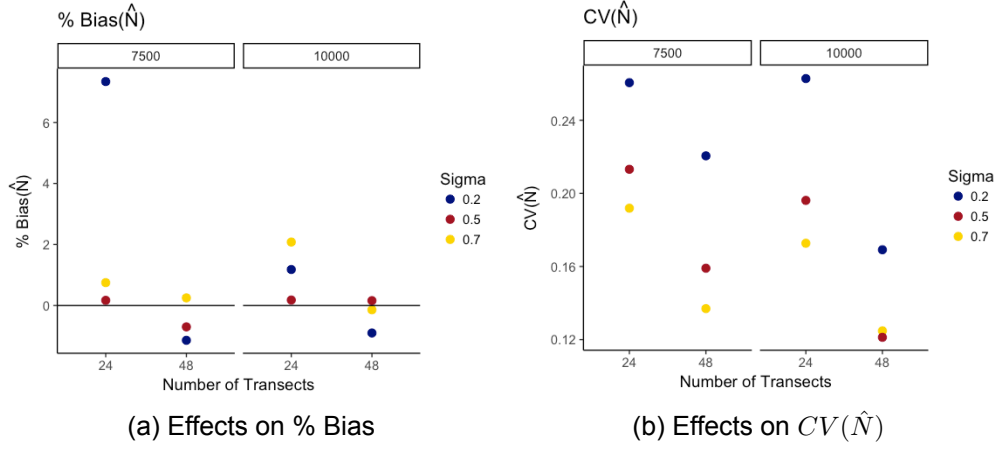 % Bias(N̂)
7500 10000
% Bias(N̂)
6
4
2
0
24 48 24 48
Number of Transects
Sigma
0.2
0.5
0.7
(a) Effects on % Bias
CV(N̂)
7500 10000
CV(N̂)
0.24
0.20
0.16
0.12
24 48 24 48
Number of Transects
Sigma
0.2
0.5
0.7
(b) Effects on CV(N̂)